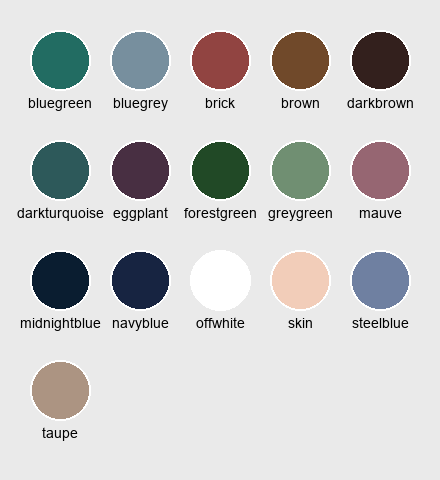 bluegreen bluegrey brick brown darkbrown
darkturquoise eggplant forestgreen greygreen mauve
midnightblue navyblue offwhite skin steelblue
taupe